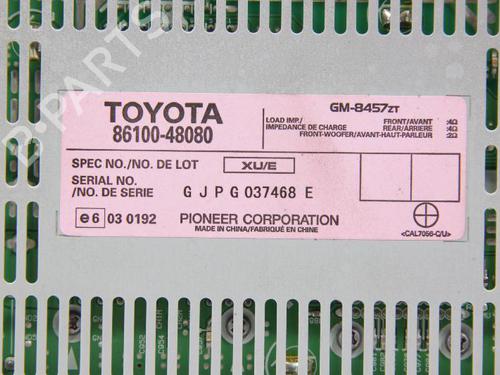 TOYOTA
86100-48080
GM-8457ZT
LOAD IMP./
IMPEDANCE DE CHARGE
FRONT/AVANT :4Ω
REAR/ARRIERE :2Ω
FRONT-WOOFER/AVANT-HAUT-PARLEUR 2Ω
SPEC NO./NO. DE LOT XU/E
SERIAL NO.
/NO. DE SERIE G J P G 037468 E
e6 03 0192 PIONEER CORPORATION
MADE IN CHINA/FABRIQUÉ EN CHINE
<CAL7056-C/U>
B-PARTS